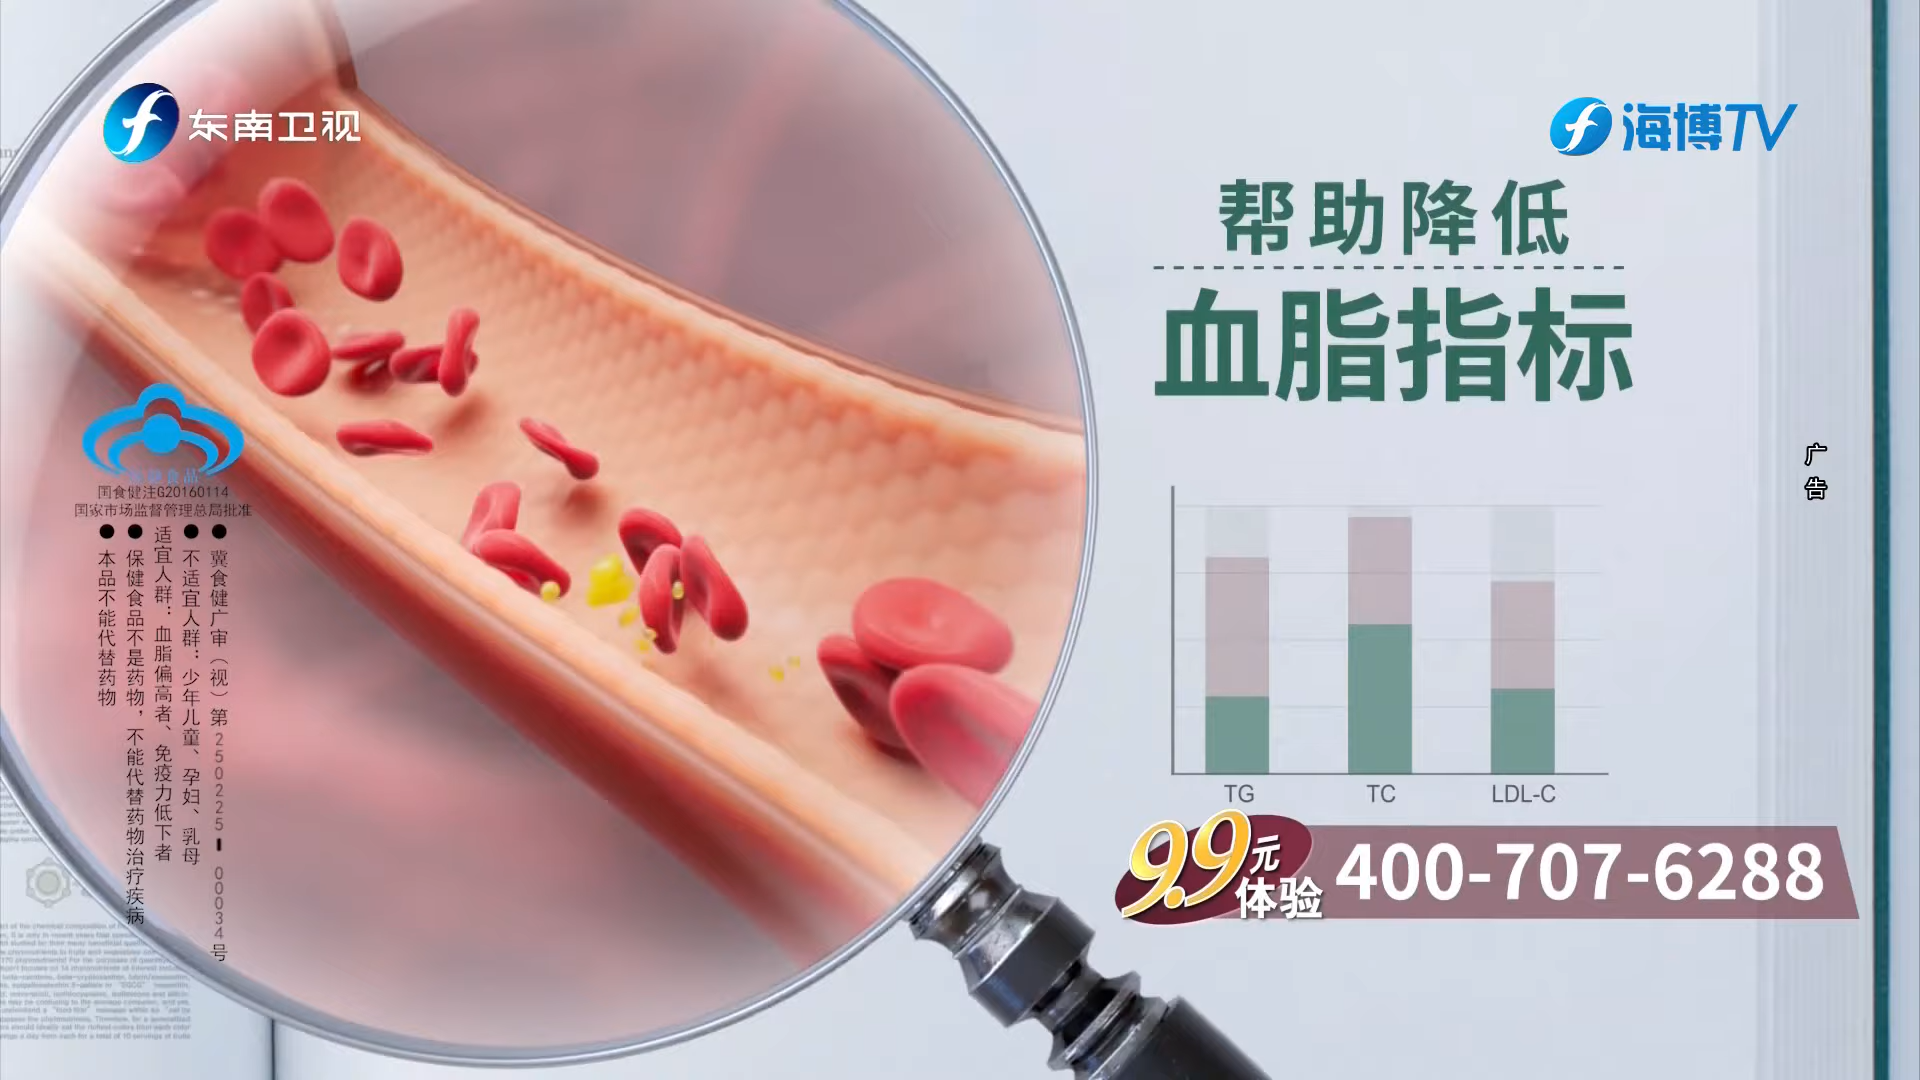 东南卫视
海博TV
帮助降低
血脂指标
广告
保健食品
国食健注G20160114
国家市场监督管理总局批准
●冀食健广审（视）第250225-00034号
●不适宜人群：少年儿童、孕妇、乳母
适宜人群：血脂偏高者、免疫力低下者
●保健食品不是药物，不能代替药物治疗疾病
●本品不能代替药物
TG
TC
LDL-C
9.9元
体验
400-707-6288